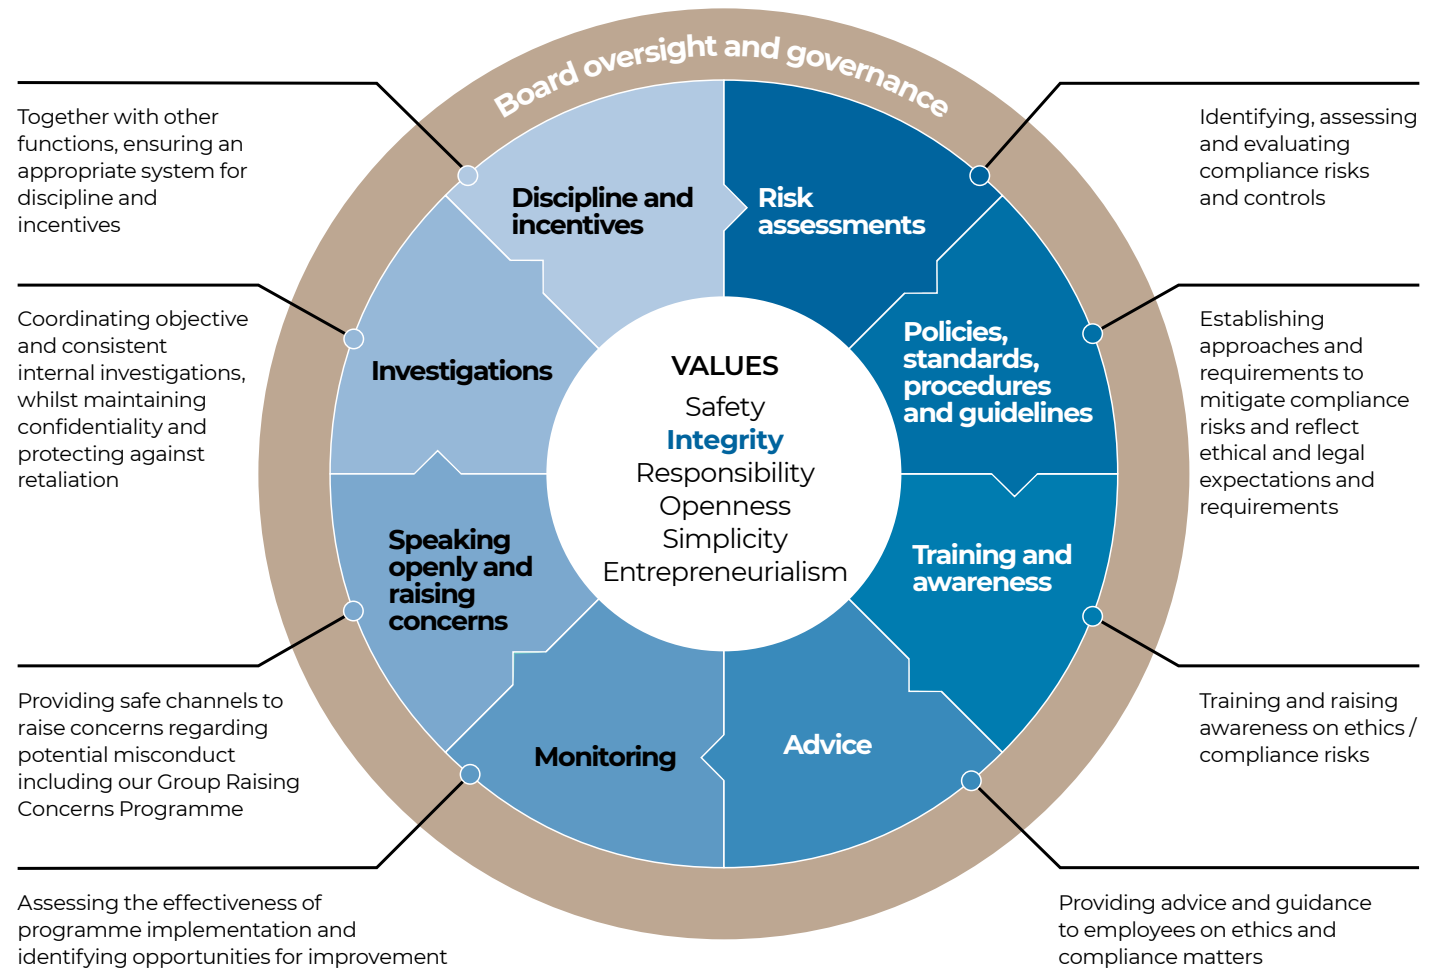 Board oversight and governance
Together with other
functions, ensuring an
appropriate system for
discipline and
incentives
Identifying, assessing
and evaluating
compliance risks
and controls
Discipline and
incentives
Risk
assessments
Coordinating objective
and consistent
internal investigations,
whilst maintaining
confidentiality and
protecting against
retaliation
Investigations
VALUES
Safety
Integrity
Responsibility
Openness
Simplicity
Entrepreneurialism
Policies,
standards,
procedures
and guidelines
Establishing
approaches and
requirements to
mitigate compliance
risks and reflect
ethical and legal
expectations and
requirements
Speaking
openly and
raising
concerns
Training and
awareness
Providing safe channels to
raise concerns regarding
potential misconduct
including our Group Raising
Concerns Programme
Monitoring
Advice
Training and raising
awareness on ethics /
compliance risks
Assessing the effectiveness of
programme implementation and
identifying opportunities for improvement
Providing advice and guidance
to employees on ethics and
compliance matters